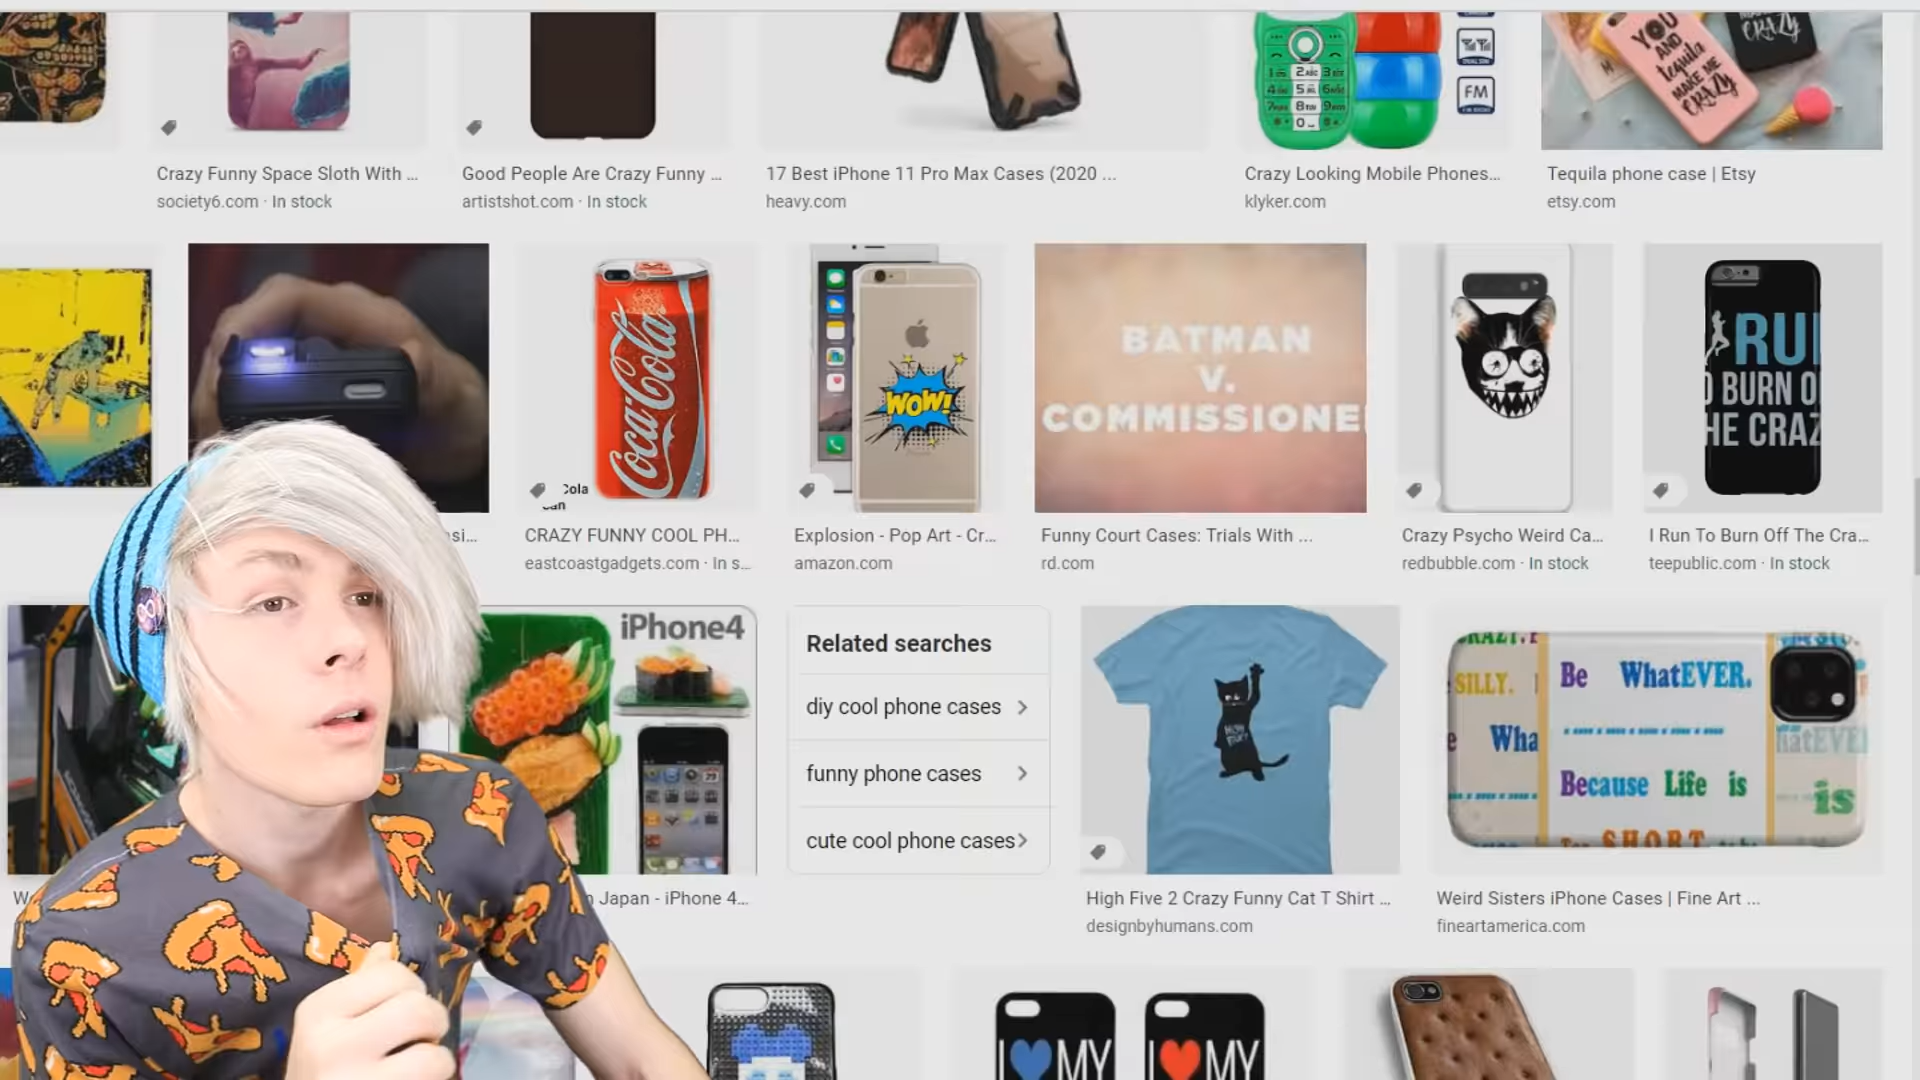 YOU
AND
tequila
MAKE ME
CRAZY
CRAZY
FM
Crazy Funny Space Sloth With ...
society6.com · In stock
Good People Are Crazy Funny ...
artistshot.com · In stock
17 Best iPhone 11 Pro Max Cases (2020 ...
heavy.com
Crazy Looking Mobile Phones...
klyker.com
Tequila phone case | Etsy
etsy.com
Coca-Cola
Cola
WOW!
BATMAN
V.
COMMISSIONE
RU
BURN O
HE CRAZ
CRAZY FUNNY COOL PH...
eastcoastgadgets.com · In s...
Explosion - Pop Art - Cr...
amazon.com
Funny Court Cases: Trials With ...
rd.com
Crazy Psycho Weird Ca...
redbubble.com · In stock
I Run To Burn Off The Cra...
teepublic.com · In stock
iPhone4
Related searches
diy cool phone cases
funny phone cases
cute cool phone cases
SILLY.
Be WhatEVER.
Wha
Because Life is
is
SHORT
Japan - iPhone 4...
High Five 2 Crazy Funny Cat T Shirt ...
designbyhumans.com
Weird Sisters iPhone Cases | Fine Art ...
fineartamerica.com
I MY
I MY